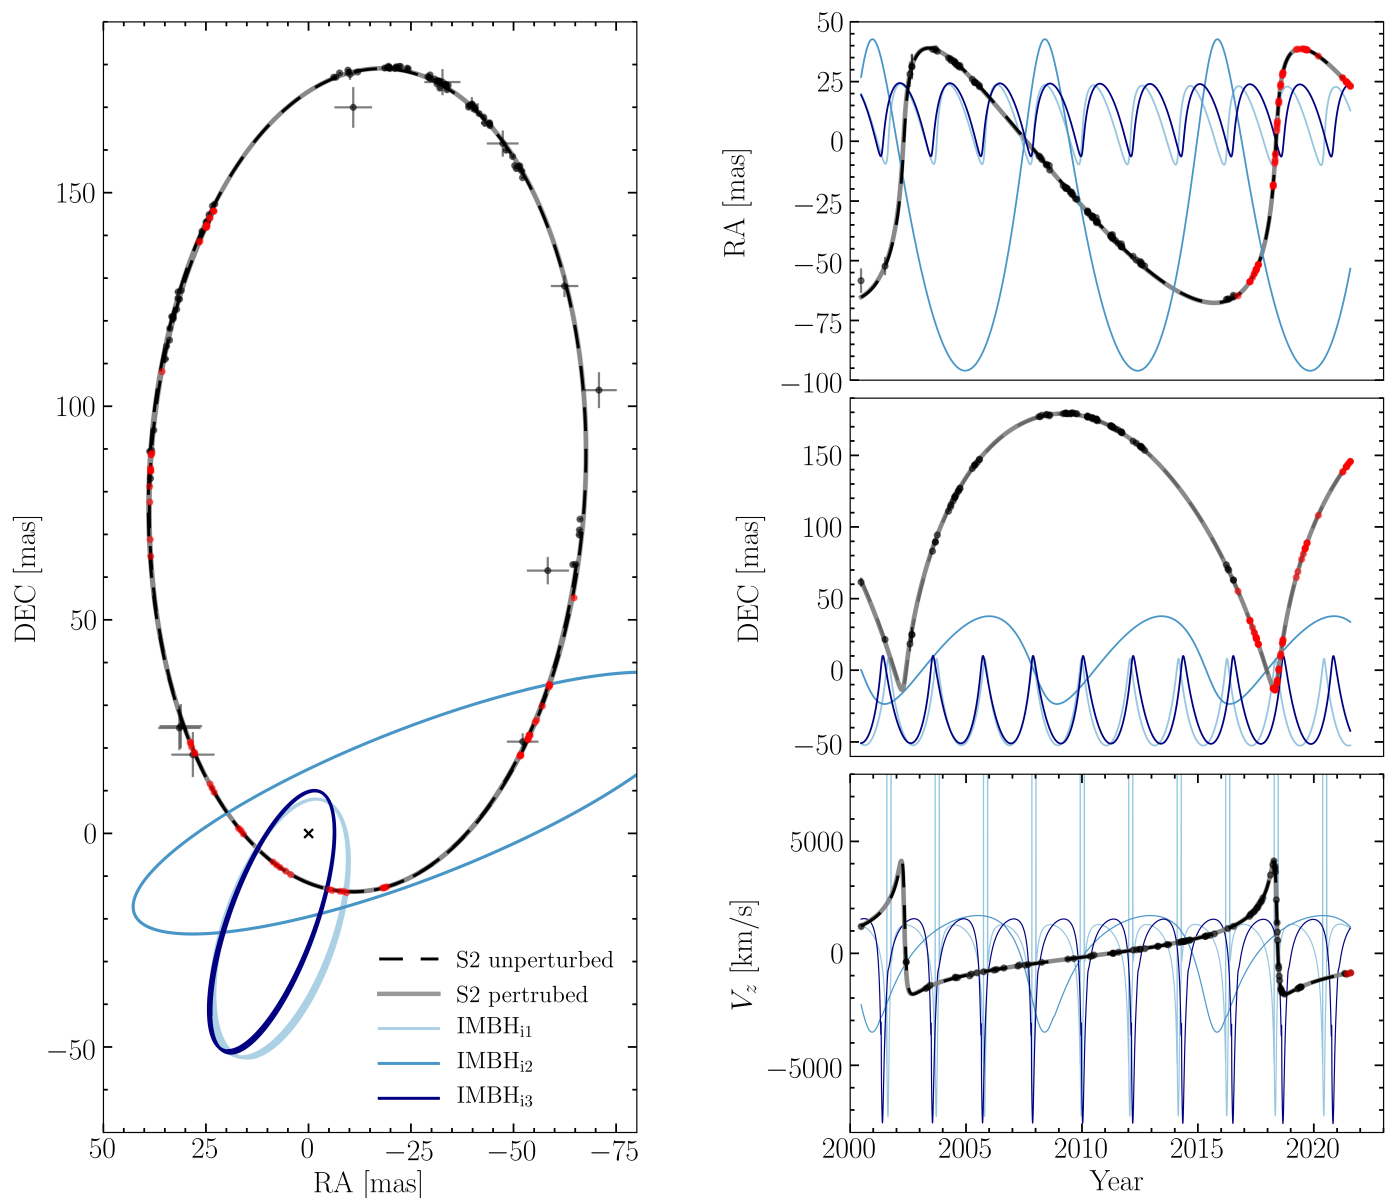 DEC [mas]
150
100
50
0
−50
50
25
0
−25
−50
−75
RA [mas]
S2 unperturbed
S2 pertrubed
IMBH_i1
IMBH_i2
IMBH_i3
RA [mas]
50
25
0
−25
−50
−75
−100
DEC [mas]
150
100
50
0
−50
V_z [km/s]
5000
0
−5000
2000
2005
2010
2015
2020
Year